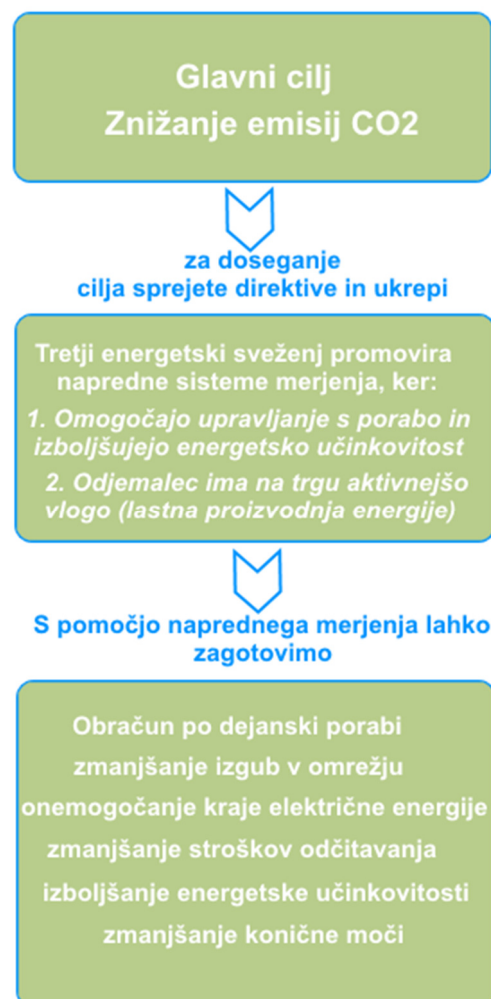 Glavni cilj
Znižanje emisij CO2
za doseganje
cilja sprejete direktive in ukrepi
Tretji energetski sveženj promovira
napredne sisteme merjenja, ker:
1. Omogočajo upravljanje s porabo in
izboljšujejo energetsko učinkovitost
2. Odjemalec ima na trgu aktivnejšo
vlogo (lastna proizvodnja energije)
S pomočjo naprednega merjenja lahko
zagotovimo
Obračun po dejanski porabi
zmanjšanje izgub v omrežju
onemogočanje kraje električne energije
zmanjšanje stroškov odčitavanja
izboljšanje energetske učinkovitosti
zmanjšanje konične moči